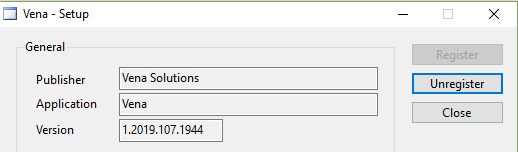 Vena - Setup
General
Register
Publisher Vena Solutions
Unregister
Application Vena
Close
Version 1.2019.107.1944